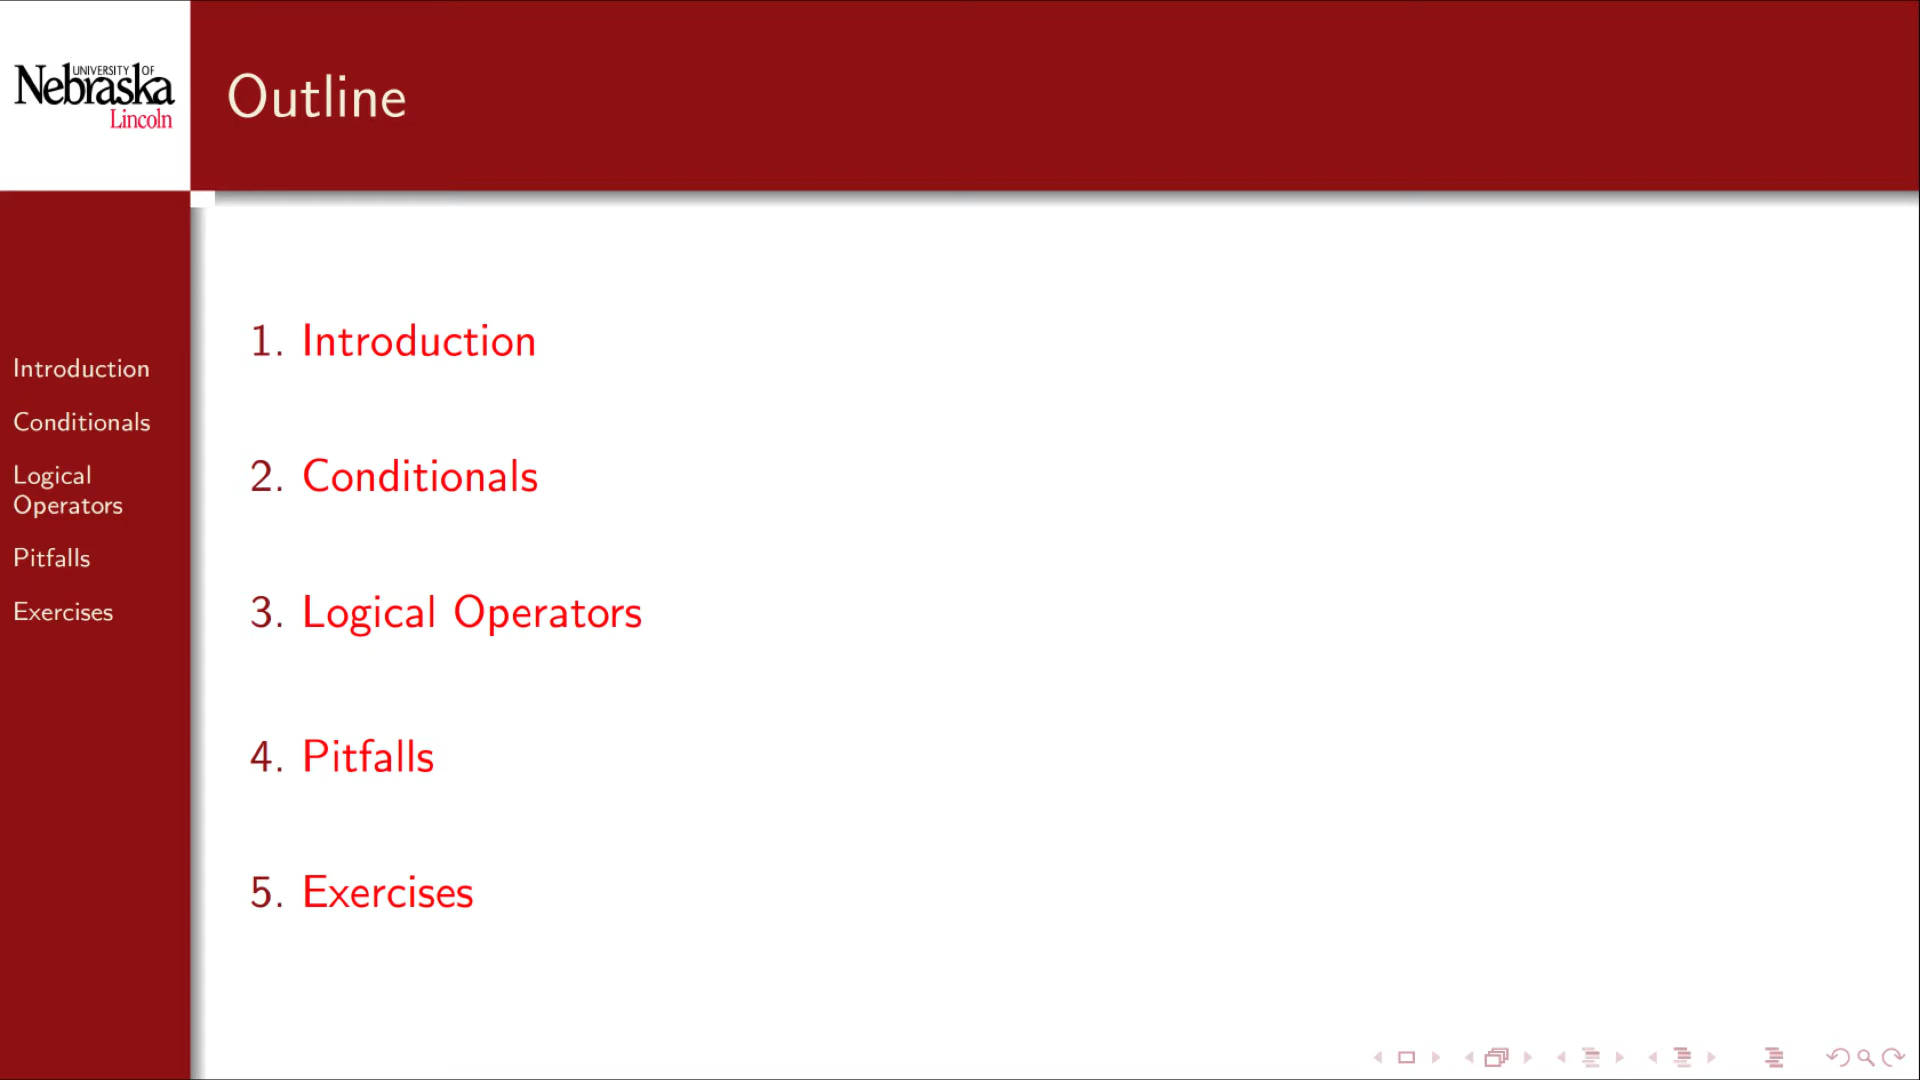 UNIVERSITY OF
Nebraska
Lincoln
Outline
Introduction
Conditionals
Logical
Operators
Pitfalls
Exercises
1. Introduction
2. Conditionals
3. Logical Operators
4. Pitfalls
5. Exercises